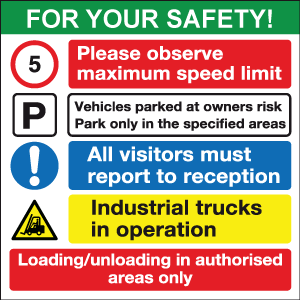 FOR YOUR SAFETY!
5
Please observe
maximum speed limit
P
Vehicles parked at owners risk
Park only in the specified areas
!
All visitors must
report to reception
Industrial trucks
in operation
Loading/unloading in authorised
areas only